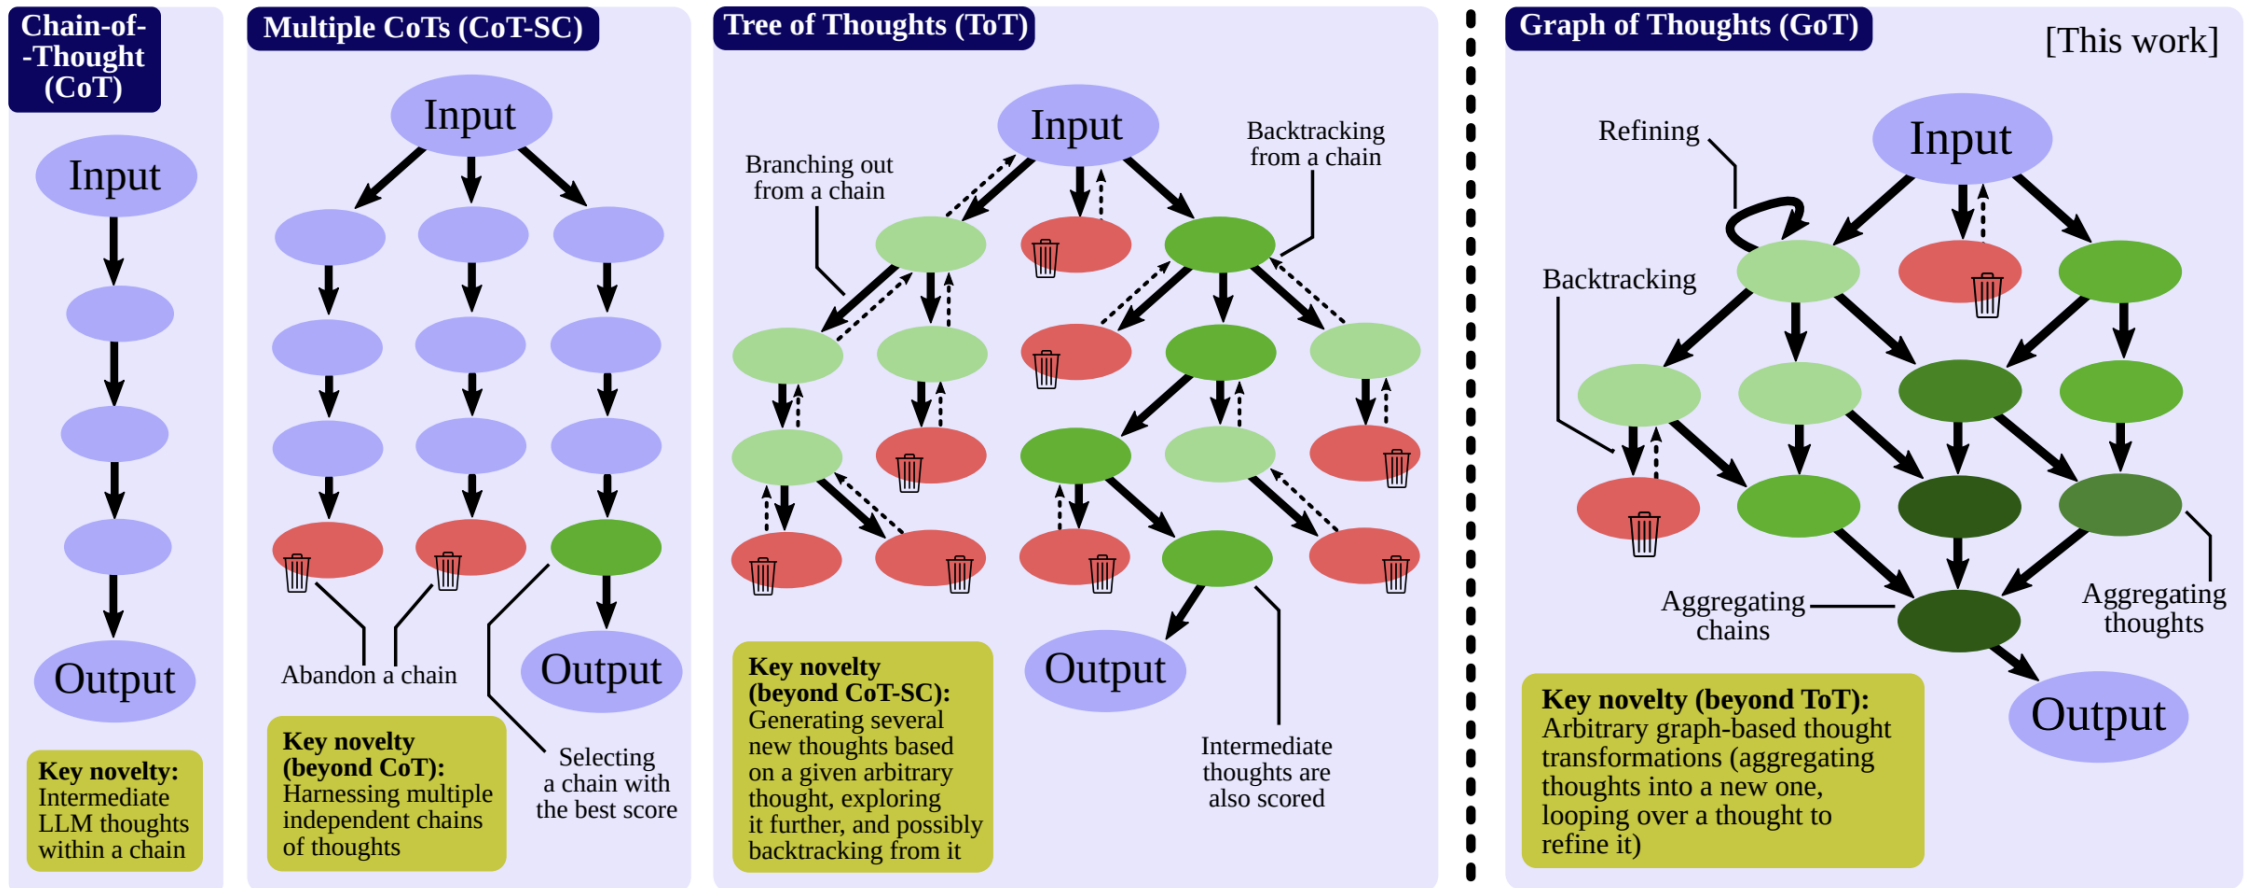 Chain-of-
-Thought
(CoT)
Input
Output
Key novelty:
Intermediate
LLM thoughts
within a chain
Multiple CoTs (CoT-SC)
Input
Abandon a chain
Output
Key novelty
(beyond CoT):
Harnessing multiple
independent chains
of thoughts
Selecting
a chain with
the best score
Tree of Thoughts (ToT)
Input
Branching out
from a chain
Backtracking
from a chain
Output
Key novelty
(beyond CoT-SC):
Generating several
new thoughts based
on a given arbitrary
thought, exploring
it further, and possibly
backtracking from it
Intermediate
thoughts are
also scored
Graph of Thoughts (GoT)
[This work]
Refining
Input
Backtracking
Aggregating
chains
Aggregating
thoughts
Output
Key novelty (beyond ToT):
Arbitrary graph-based thought
transformations (aggregating
thoughts into a new one,
looping over a thought to
refine it)